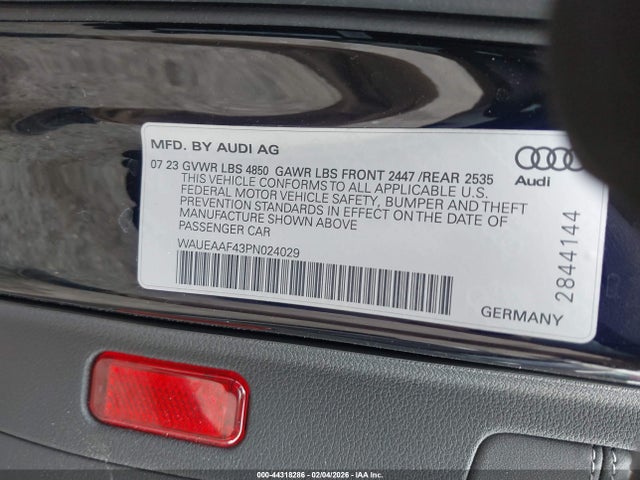 MFD. BY AUDI AG
07 23 GVWR LBS 4850 GAWR LBS FRONT 2447 /REAR 2535
THIS VEHICLE CONFORMS TO ALL APPLICABLE U.S.
FEDERAL MOTOR VEHICLE SAFETY, BUMPER AND THEFT
PREVENTION STANDARDS IN EFFECT ON THE DATE OF
MANUFACTURE SHOWN ABOVE
PASSENGER CAR
WAUEAAF43PN024029
Audi
2844144
GERMANY
000-44318286 - 02/04/2026 - IAA Inc.